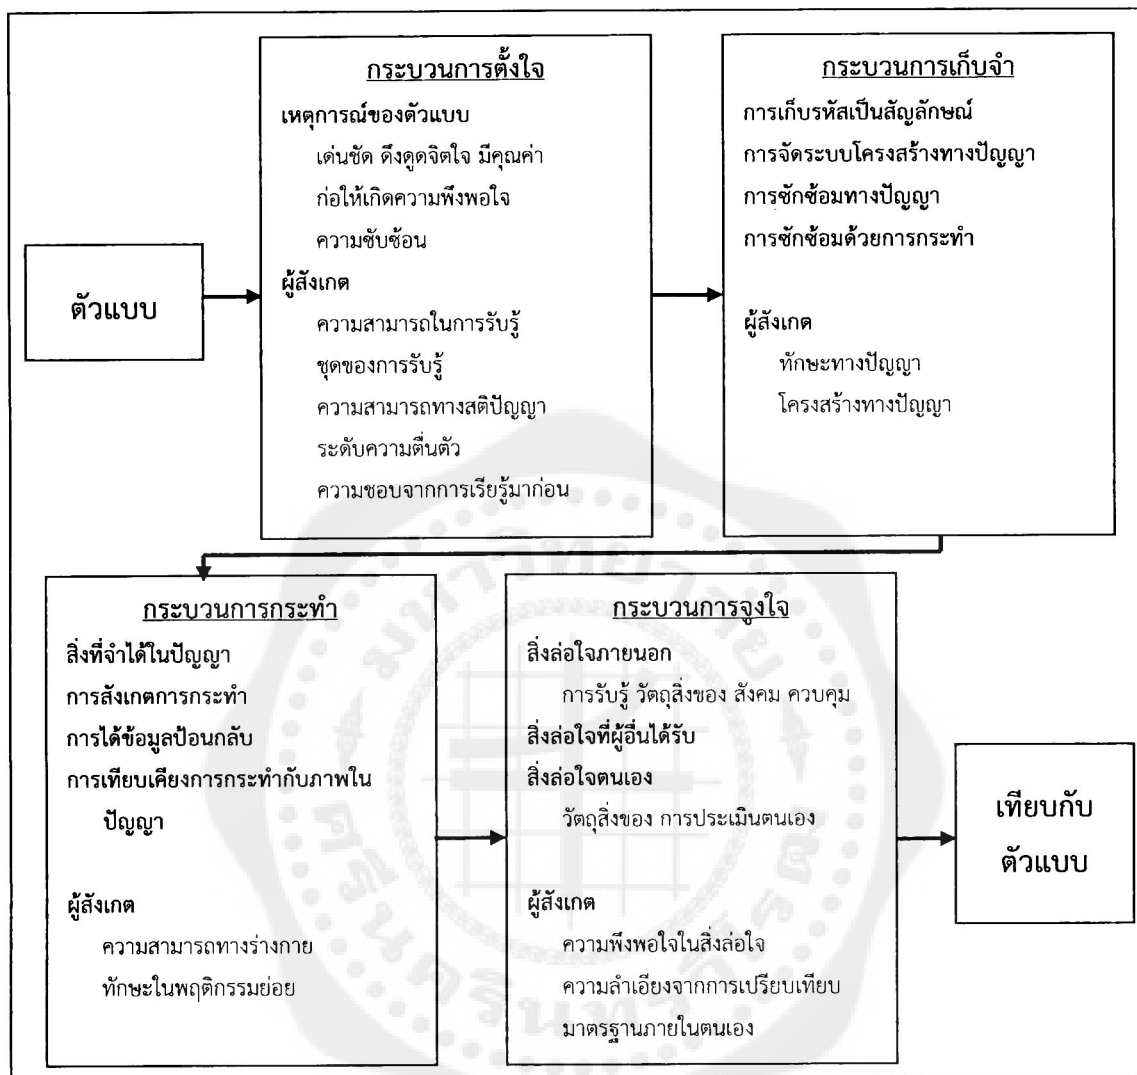 ตัวแบบ
กระบวนการตั้งใจ
เหตุการณ์ของตัวแบบ
เด่นชัด ดึงดูดจิตใจ มีคุณค่า
ก่อให้เกิดความพึงพอใจ
ความซับซ้อน
ผู้สังเกต
ความสามารถในการรับรู้
ชุดของการรับรู้
ความสามารถทางสติปัญญา
ระดับความตื่นตัว
ความชอบจากการเรียรู้มาก่อน
กระบวนการเก็บจำ
การเก็บรหัสเป็นสัญลักษณ์
การจัดระบบโครงสร้างทางปัญญา
การซักซ้อมทางปัญญา
การซักซ้อมด้วยการกระทำ
ผู้สังเกต
ทักษะทางปัญญา
โครงสร้างทางปัญญา
กระบวนการกระทำ
สิ่งที่จำได้ในปัญญา
การสังเกตการกระทำ
การได้ข้อมูลป้อนกลับ
การเทียบเคียงการกระทำกับภาพใน
ปัญญา
ผู้สังเกต
ความสามารถทางร่างกาย
ทักษะในพฤติกรรมย่อย
กระบวนการจูงใจ
สิ่งล่อใจภายนอก
การรับรู้ วัตถุสิ่งของ สังคม ควบคุม
สิ่งล่อใจที่ผู้อื่นได้รับ
สิ่งล่อใจตนเอง
วัตถุสิ่งของ การประเมินตนเอง
ผู้สังเกต
ความพึงพอใจในสิ่งล่อใจ
ความลำเอียงจากการเปรียบเทียบ
มาตรฐานภายในตนเอง
เทียบกับ
ตัวแบบ
มหาวิทยาลัย
ศรีนครินทรวิโรฒ